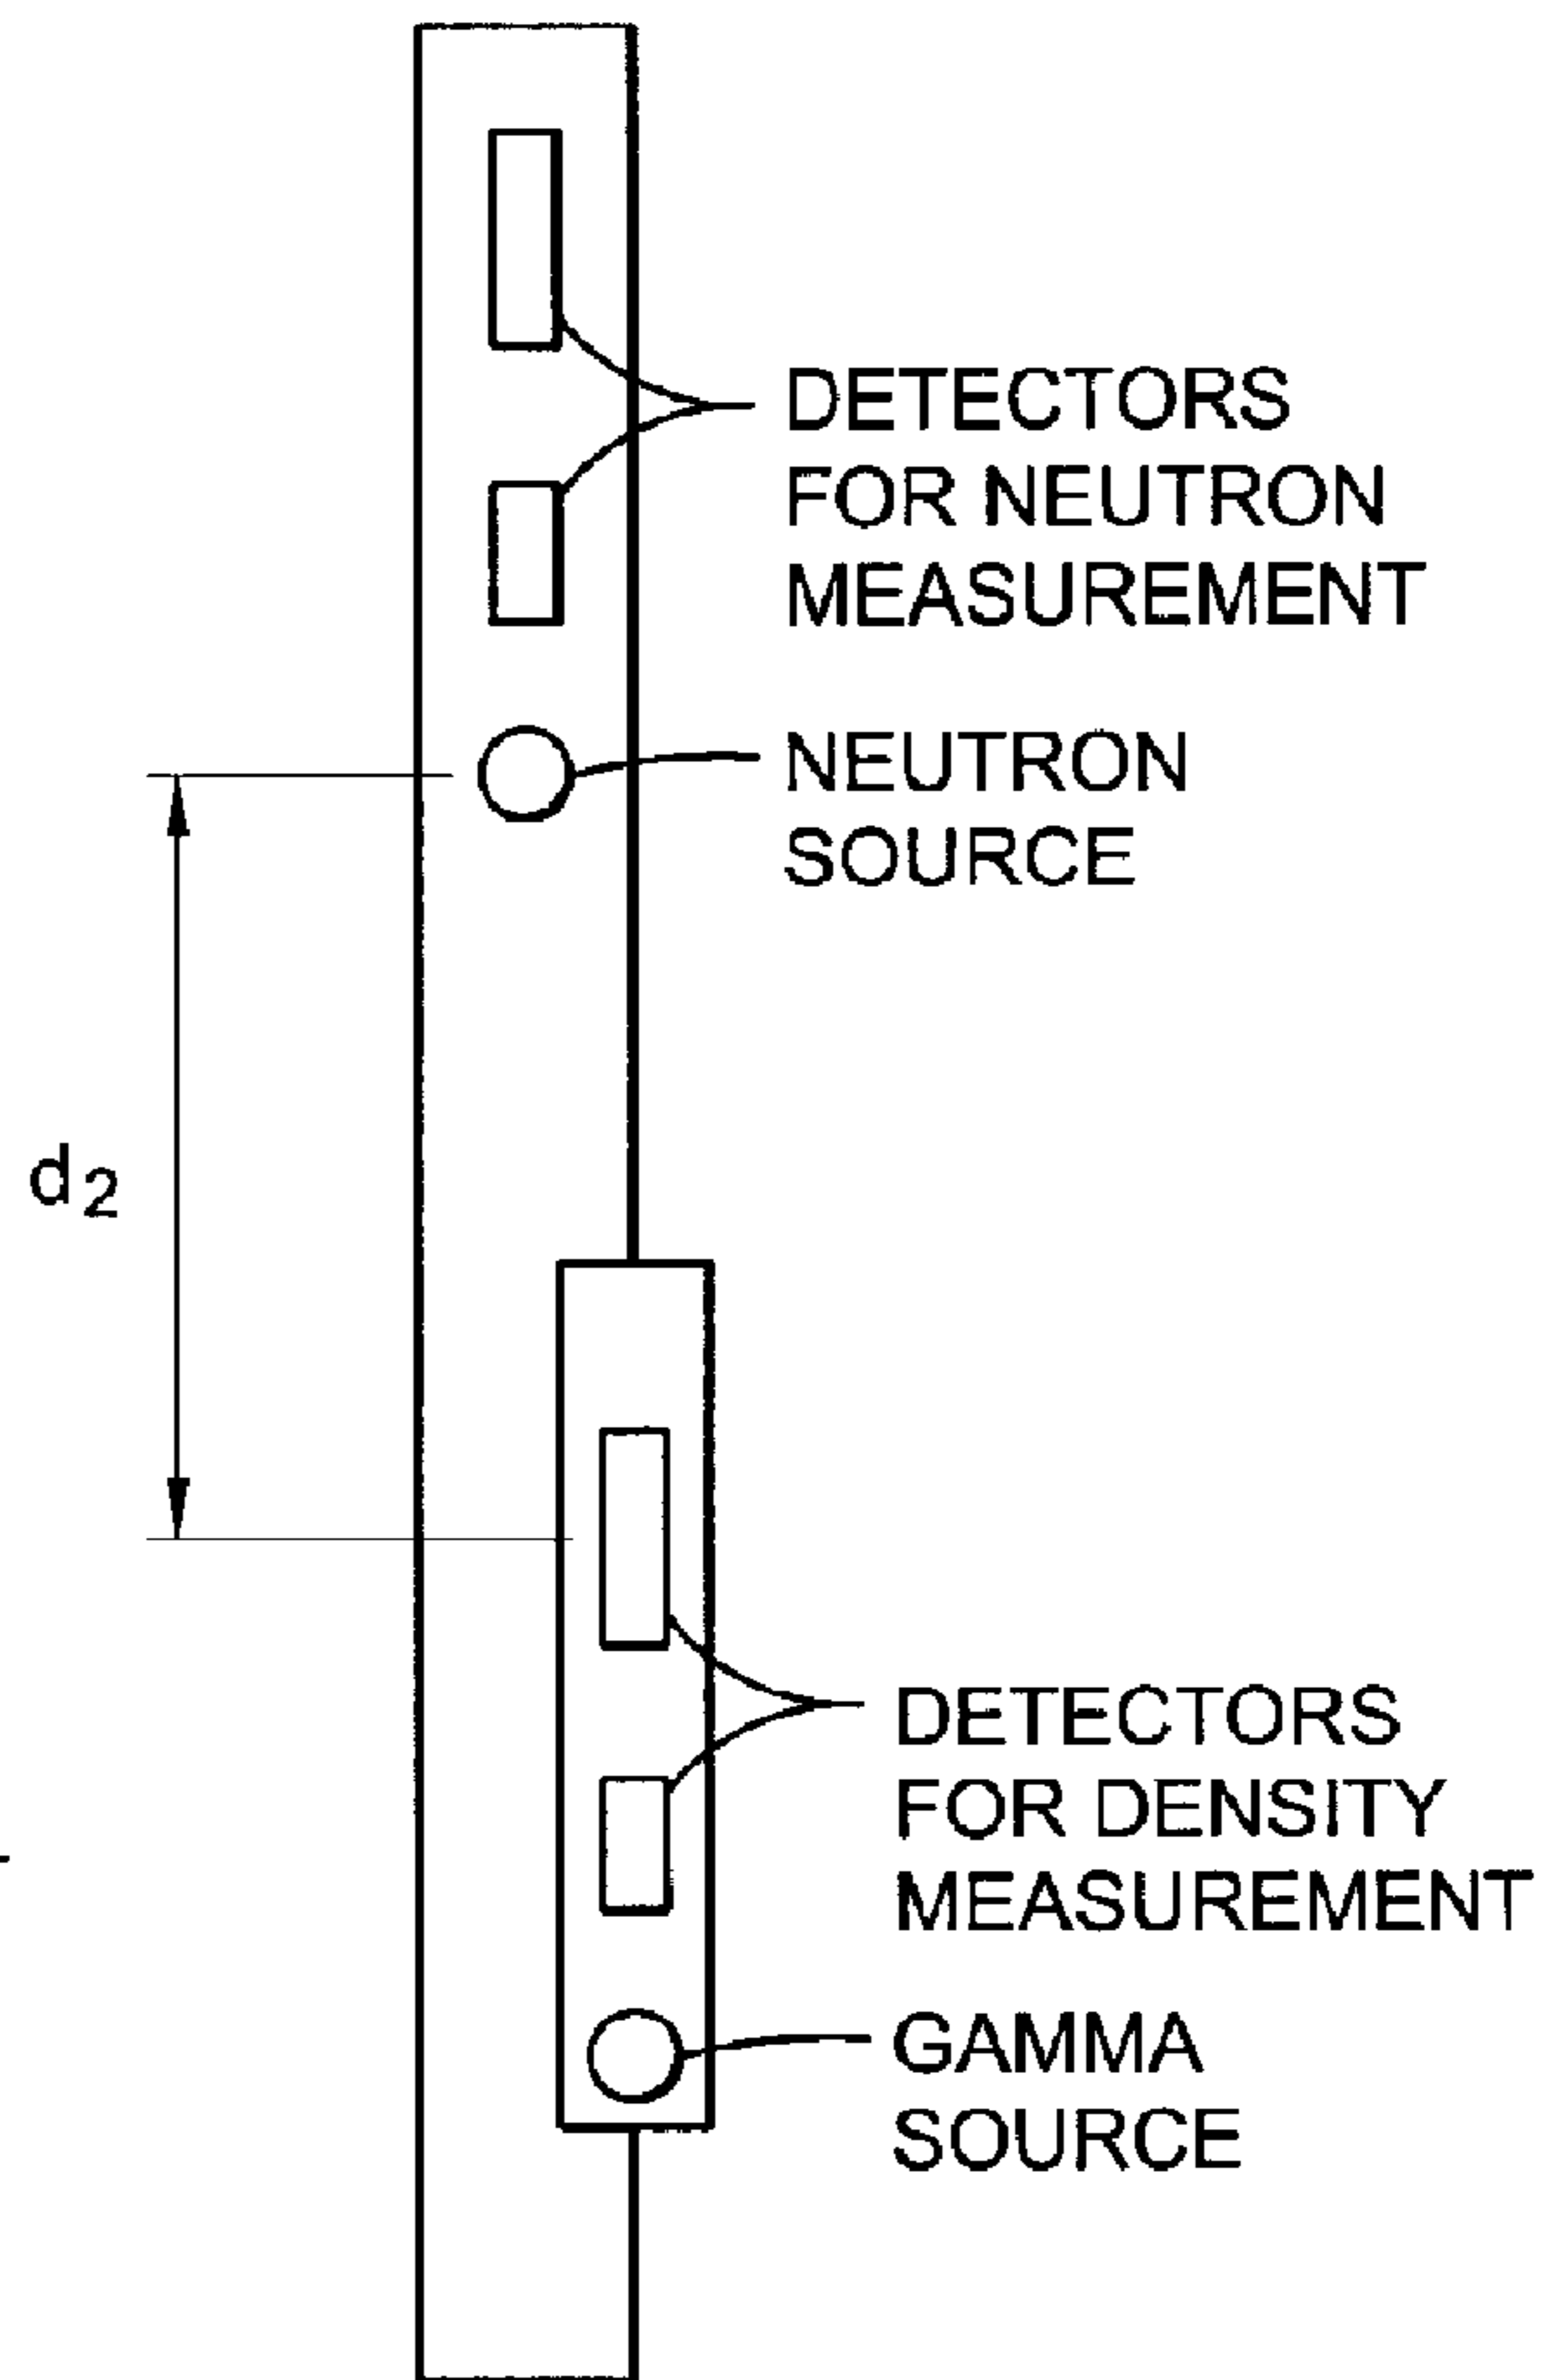 DETECTORS
FOR NEUTRON
MEASUREMENT
NEUTRON
SOURCE
d2
DETECTORS
FOR DENSITY
MEASUREMENT
GAMMA
SOURCE